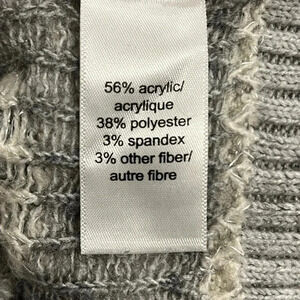 56% acrylic/
acrylique
38% polyester
3% spandex
3% other fiber/
autre fibre